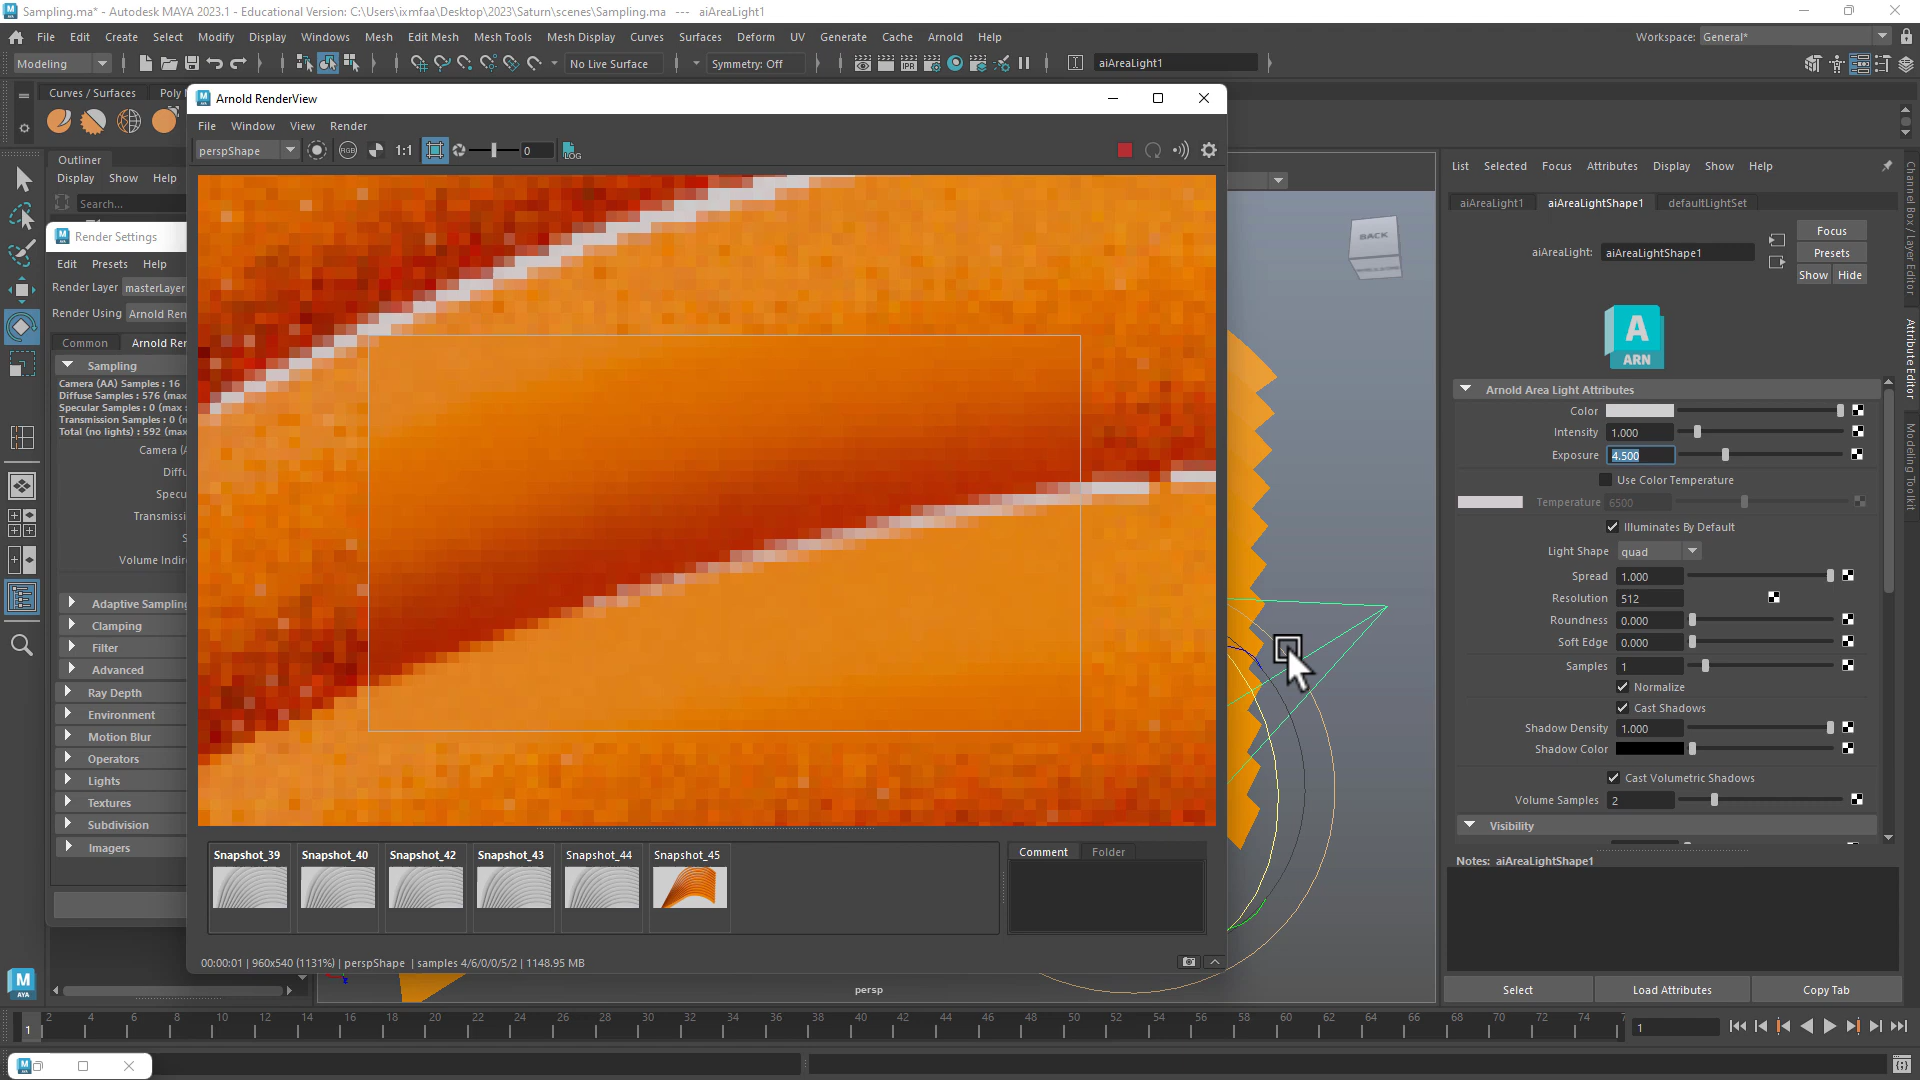 Sampling.ma* - Autodesk MAYA 2023.1 - Educational Version: C:\Users\ixmfaa\Desktop\2023\Saturn\scenes\Sampling.ma --- aiAreaLight1
File Edit Create Select Modify Display Windows Mesh Edit Mesh Mesh Tools Mesh Display Curves Surfaces Deform UV Generate Cache Arnold Help
Workspace: General*
Modeling
No Live Surface
Symmetry: Off
IPR
aiAreaLight1
Curves / Surfaces
Arnold RenderView
File Window View Render
perspShape
RGB
1:1
0
LOG
Outliner
Display Show Help
Search...
Render Settings
Edit Presets Help
Render Layer masterLayer
Render Using
Common
Sampling
Camera (AA) Samples : 16
Diffuse Samples : 576 (max
Specular Samples : 0 (max
Transmission Samples : 0
Total (no lights) : 592 (max
Camera
Volume
Adaptive Sampling
Clamping
Filter
Advanced
Ray Depth
Environment
Motion Blur
Operators
Lights
Textures
Subdivision
Imagers
Snapshot_39 Snapshot_40 Snapshot_42 Snapshot_43 Snapshot_44 Snapshot_45
Comment Folder
00:00:01 | 960x540 (1131%) | perspShape | samples 4/6/0/0/5/2 | 1148.95 MB
persp
BACK
List Selected Focus Attributes Display Show Help
aiAreaLight1 aiAreaLightShape1 defaultLightSet
aiAreaLight: aiAreaLightShape1
Focus
Presets
Show Hide
A
ARN
Arnold Area Light Attributes
Color
Intensity 1.000
Exposure 4.500
Use Color Temperature
Temperature 6500
Illuminates By Default
Light Shape quad
Spread 1.000
Resolution 512
Roundness 0.000
Soft Edge 0.000
Samples 1
Normalize
Cast Shadows
Shadow Density 1.000
Shadow Color
Cast Volumetric Shadows
Volume Samples 2
Visibility
Notes: aiAreaLightShape1
Select Load Attributes Copy Tab
Channel Box / Layer Editor
Attribute Editor
Modeling Toolkit
1 2 4 6 8 10 12 14 16 18 20 22 24 26 28 30 32 34 36 38 40 42 44 46 48 50 52 54 56 58 60 62 64 66 68 70 72 74
1